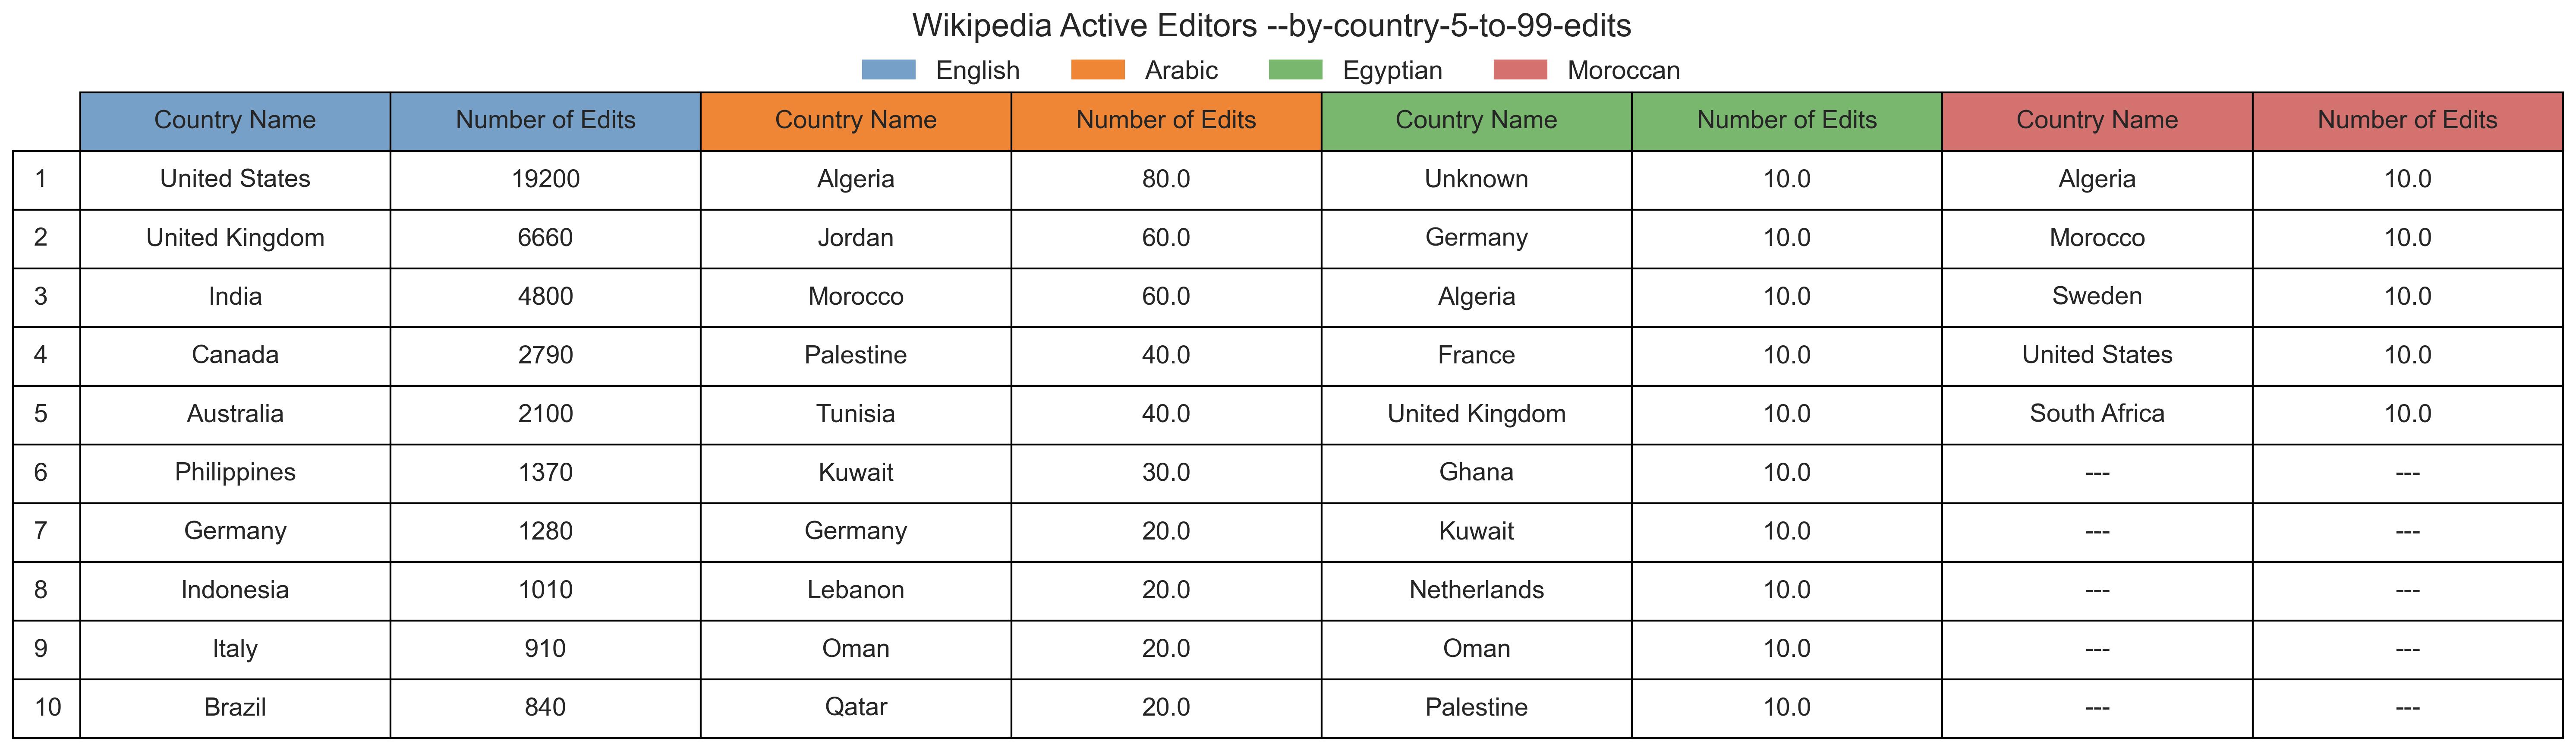 Wikipedia Active Editors --by-country-5-to-99-edits
English Arabic Egyptian Moroccan
Country Name Number of Edits Country Name Number of Edits Country Name Number of Edits Country Name Number of Edits
1 United States 19200 Algeria 80.0 Unknown 10.0 Algeria 10.0
2 United Kingdom 6660 Jordan 60.0 Germany 10.0 Morocco 10.0
3 India 4800 Morocco 60.0 Algeria 10.0 Sweden 10.0
4 Canada 2790 Palestine 40.0 France 10.0 United States 10.0
5 Australia 2100 Tunisia 40.0 United Kingdom 10.0 South Africa 10.0
6 Philippines 1370 Kuwait 30.0 Ghana 10.0 --- ---
7 Germany 1280 Germany 20.0 Kuwait 10.0 --- ---
8 Indonesia 1010 Lebanon 20.0 Netherlands 10.0 --- ---
9 Italy 910 Oman 20.0 Oman 10.0 --- ---
10 Brazil 840 Qatar 20.0 Palestine 10.0 --- ---